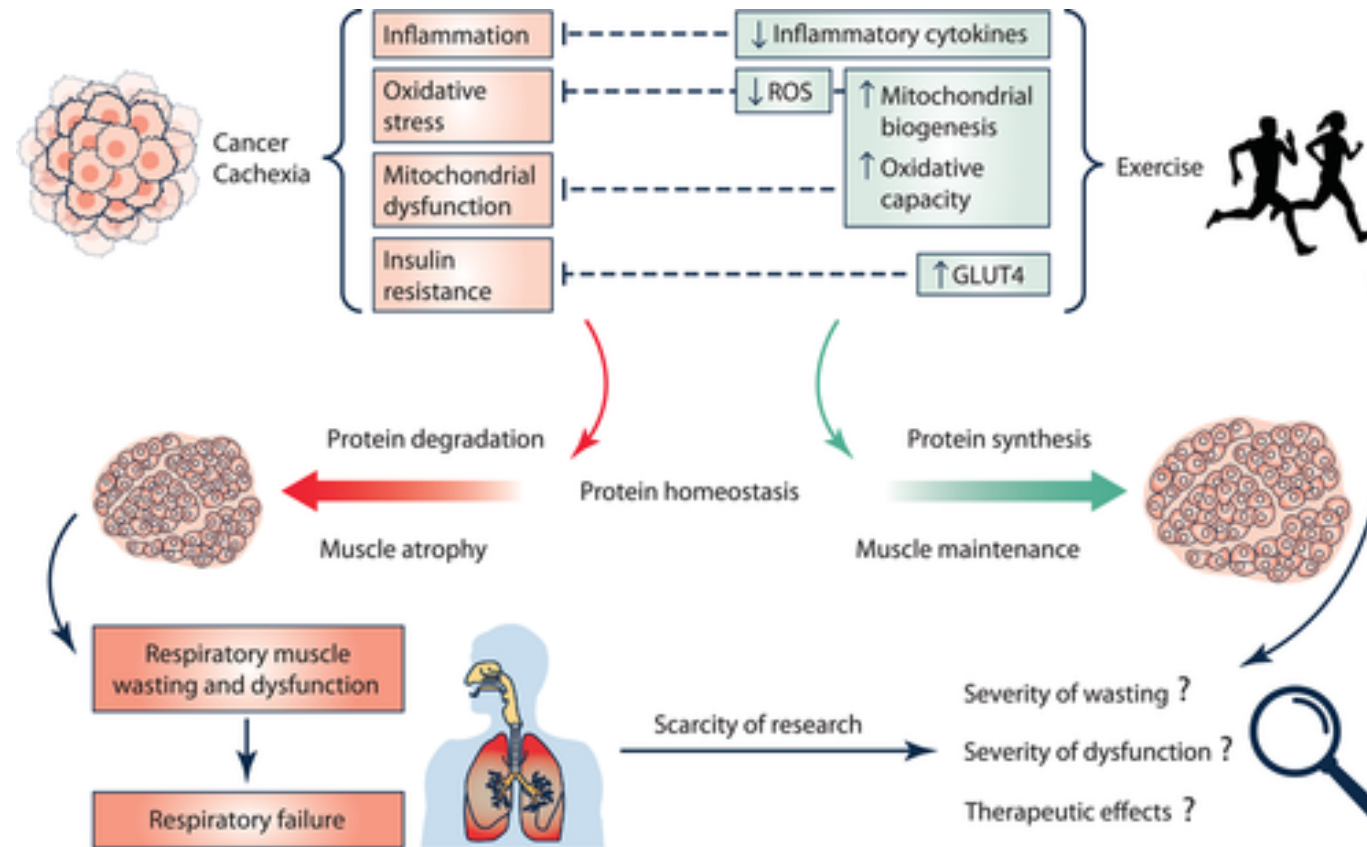 Inflammation
↓ Inflammatory cytokines
Oxidative
stress
↓ ROS
↑ Mitochondrial
biogenesis
↑ Oxidative
capacity
Cancer
Cachexia
Mitochondrial
dysfunction
Exercise
Insulin
resistance
↑ GLUT4
Protein degradation
Protein synthesis
Protein homeostasis
Muscle atrophy
Muscle maintenance
Respiratory muscle
wasting and dysfunction
Respiratory failure
Scarcity of research
Severity of wasting ?
Severity of dysfunction ?
Therapeutic effects ?